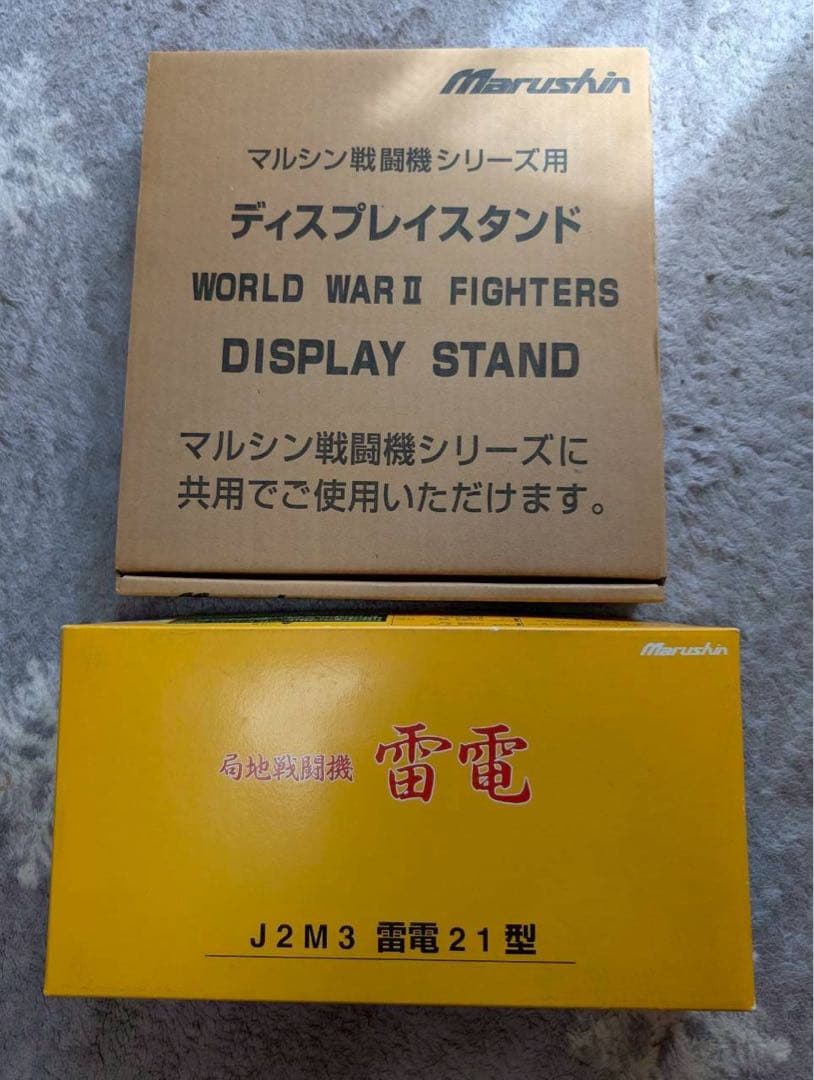 Marushin
マルシン戦闘機シリーズ用
ディスプレイスタンド
WORLD WAR Ⅱ FIGHTERS
DISPLAY STAND
マルシン戦闘機シリーズに
共用でご使用いただけます。
Marushin
局地戦闘機 雷電
J2M3 雷電21型